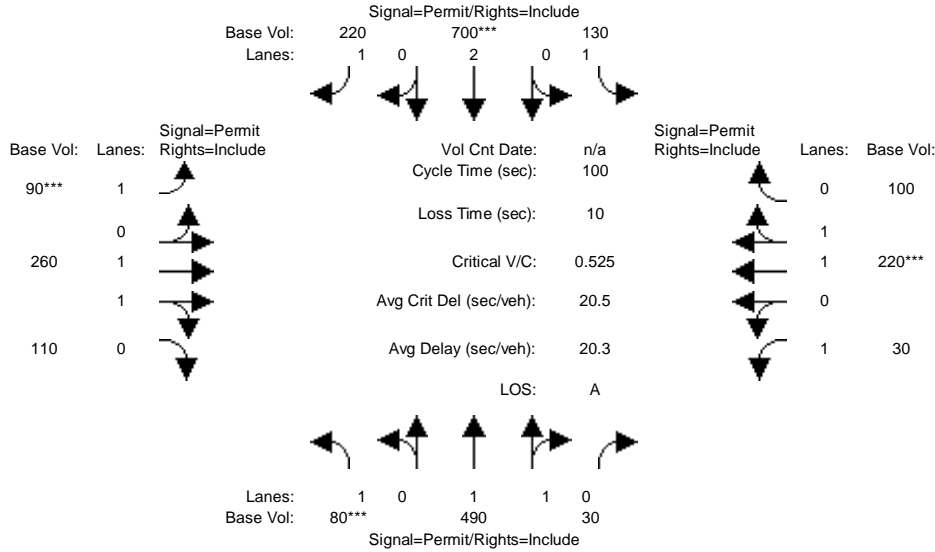 Signal=Permit/Rights=Include
Base Vol: 220 700*** 130
Lanes: 1 0 2 0 1
Signal=Permit Signal=Permit
Base Vol: Lanes: Rights=Include Vol Cnt Date: n/a Rights=Include Lanes: Base Vol:
Cycle Time (sec): 100
90*** 1 0 100
Loss Time (sec): 10
0 1
260 1 Critical V/C: 0.525 1 220***
1 Avg Crit Del (sec/veh): 20.5 0
110 0 Avg Delay (sec/veh): 20.3 1 30
LOS: A
Lanes: 1 0 1 1 0
Base Vol: 80*** 490 30
Signal=Permit/Rights=Include